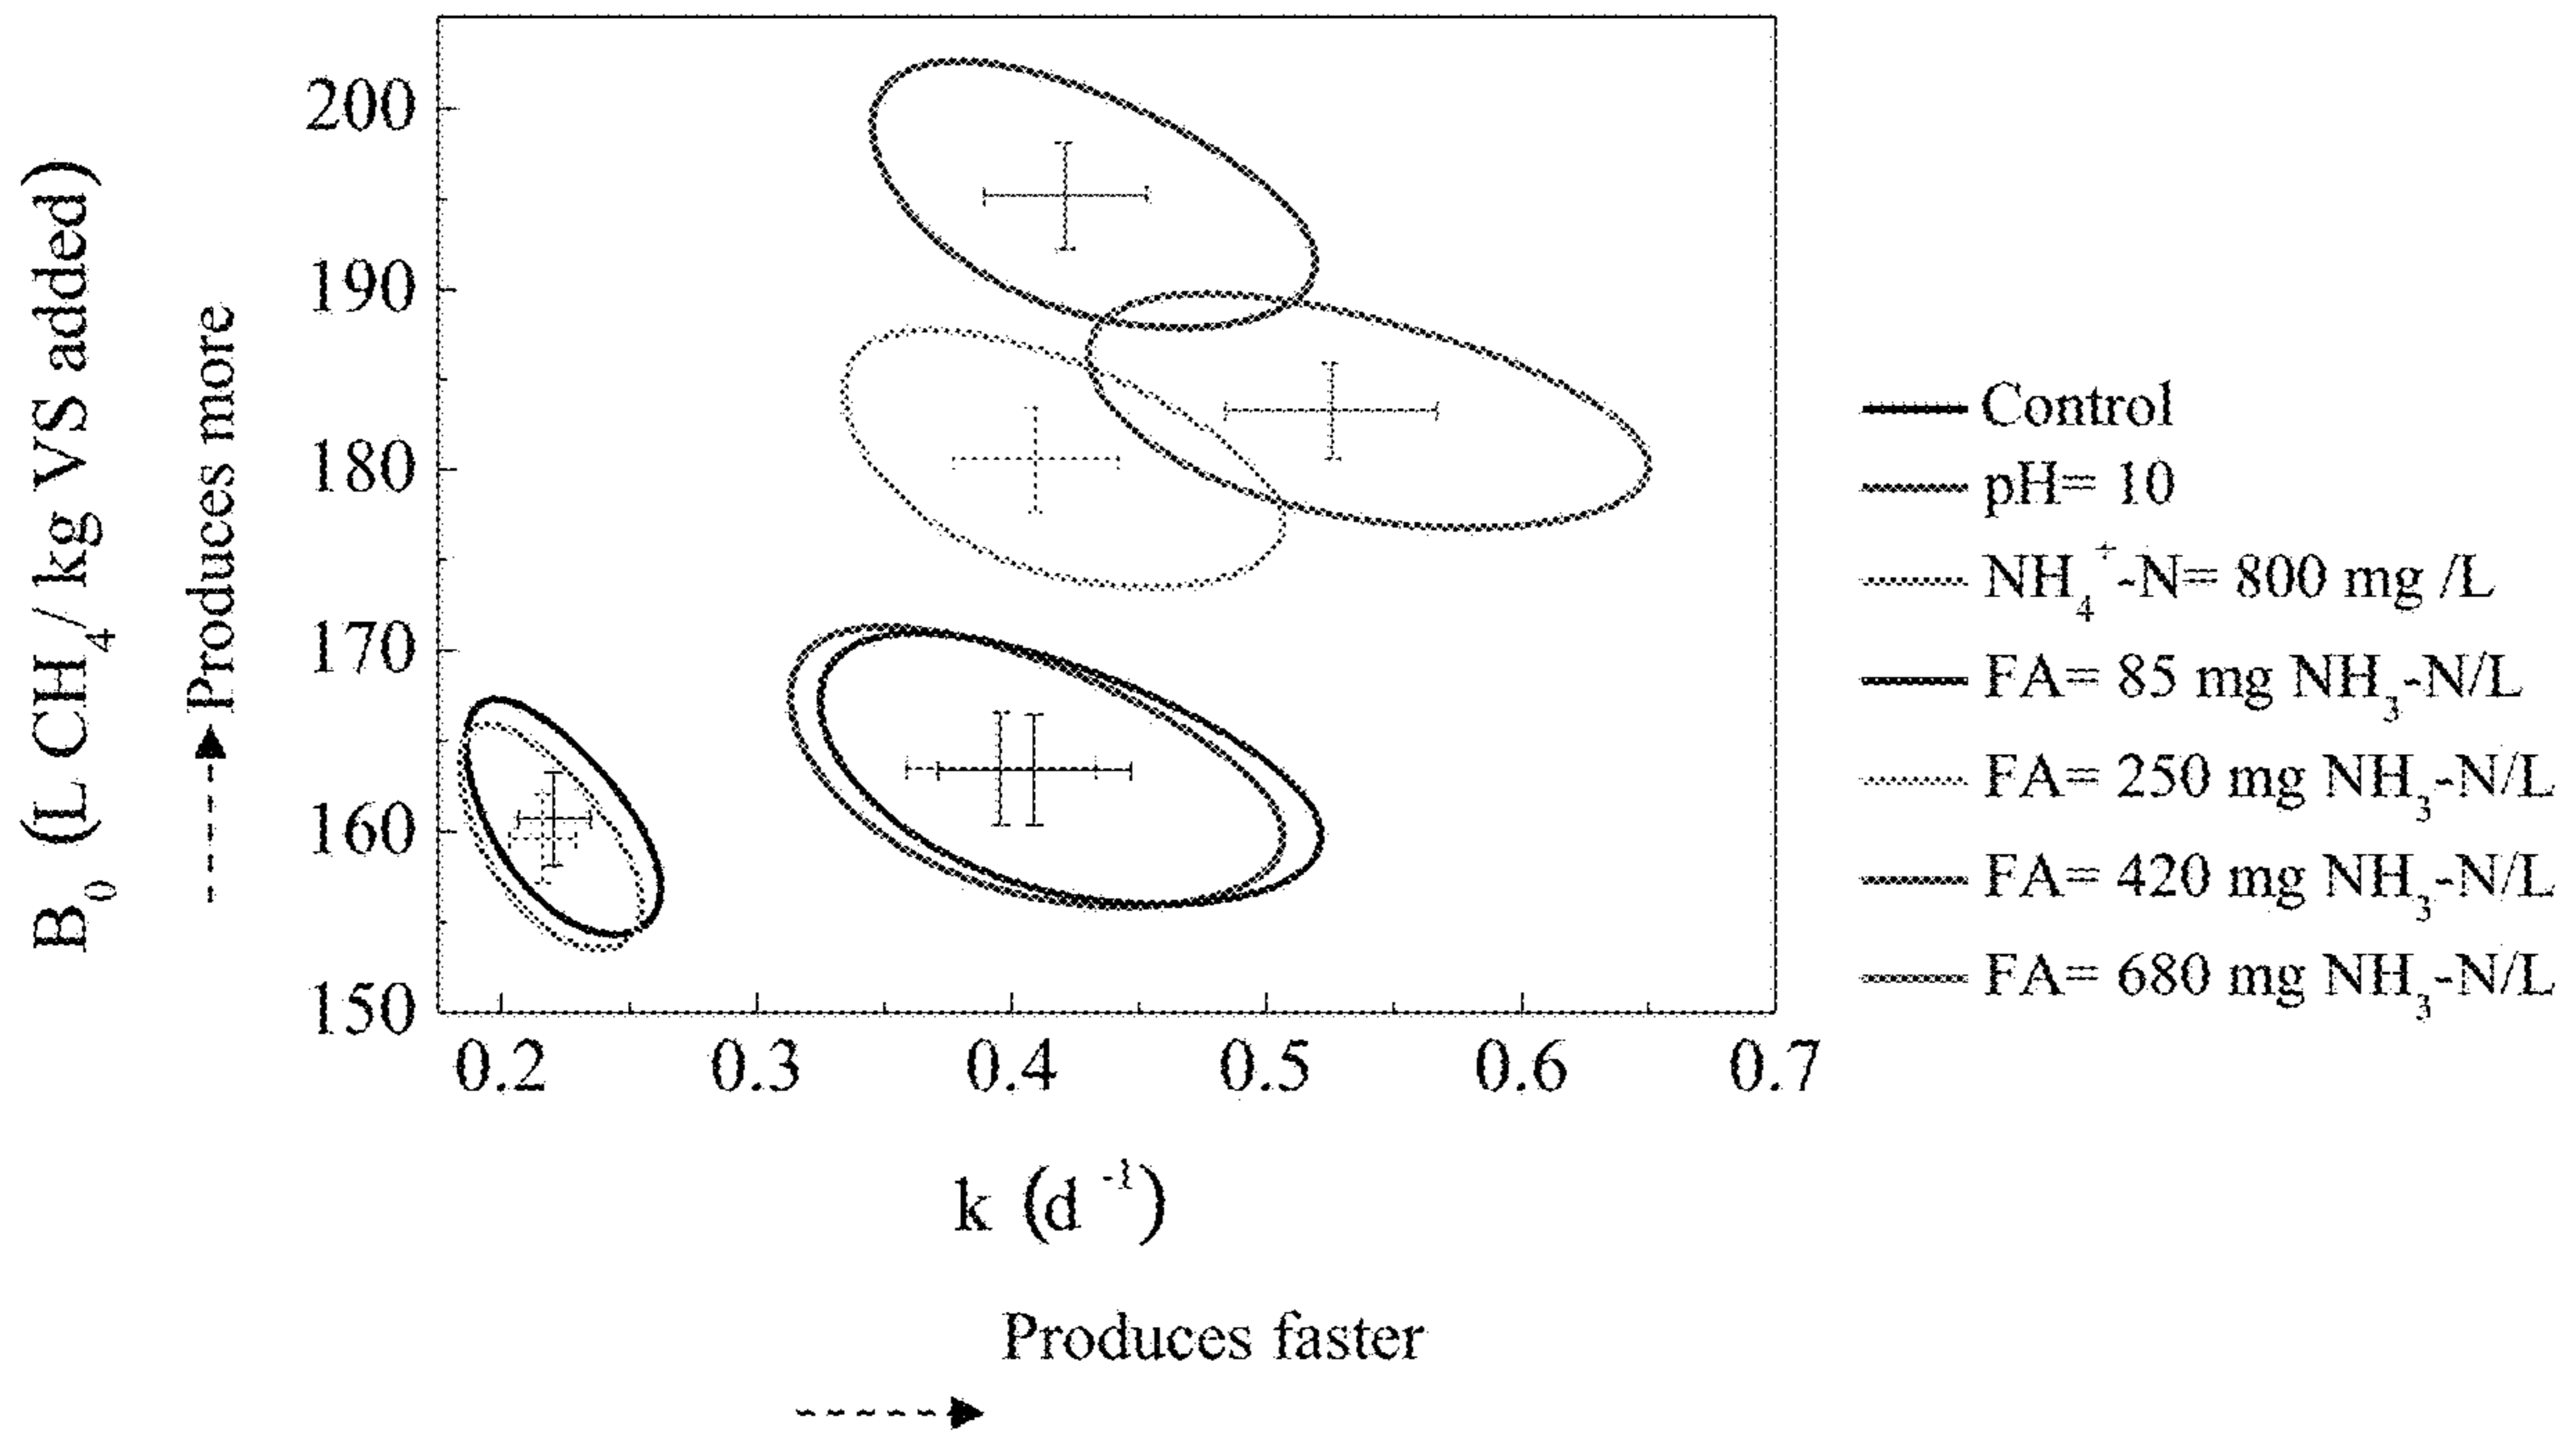 B₀ (L CH₄/ kg VS added)
Produces more
200
190
180
170
160
150
0.2 0.3 0.4 0.5 0.6 0.7
k (d ⁻¹)
Produces faster
Control
pH= 10
NH₄⁺-N= 800 mg /L
FA= 85 mg NH₃-N/L
FA= 250 mg NH₃-N/L
FA= 420 mg NH₃-N/L
FA= 680 mg NH₃-N/L